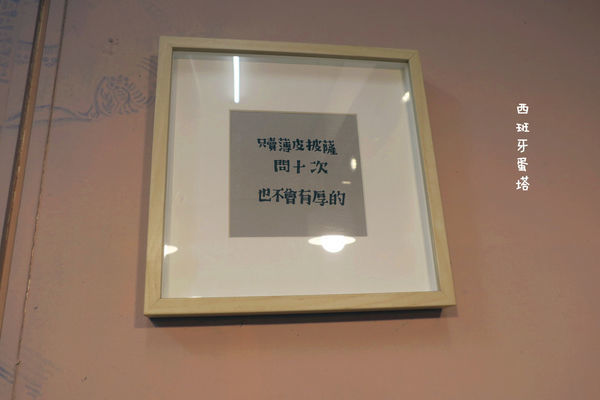 只賣薄皮披薩
問十次
也不會有厚的
西班牙蛋塔